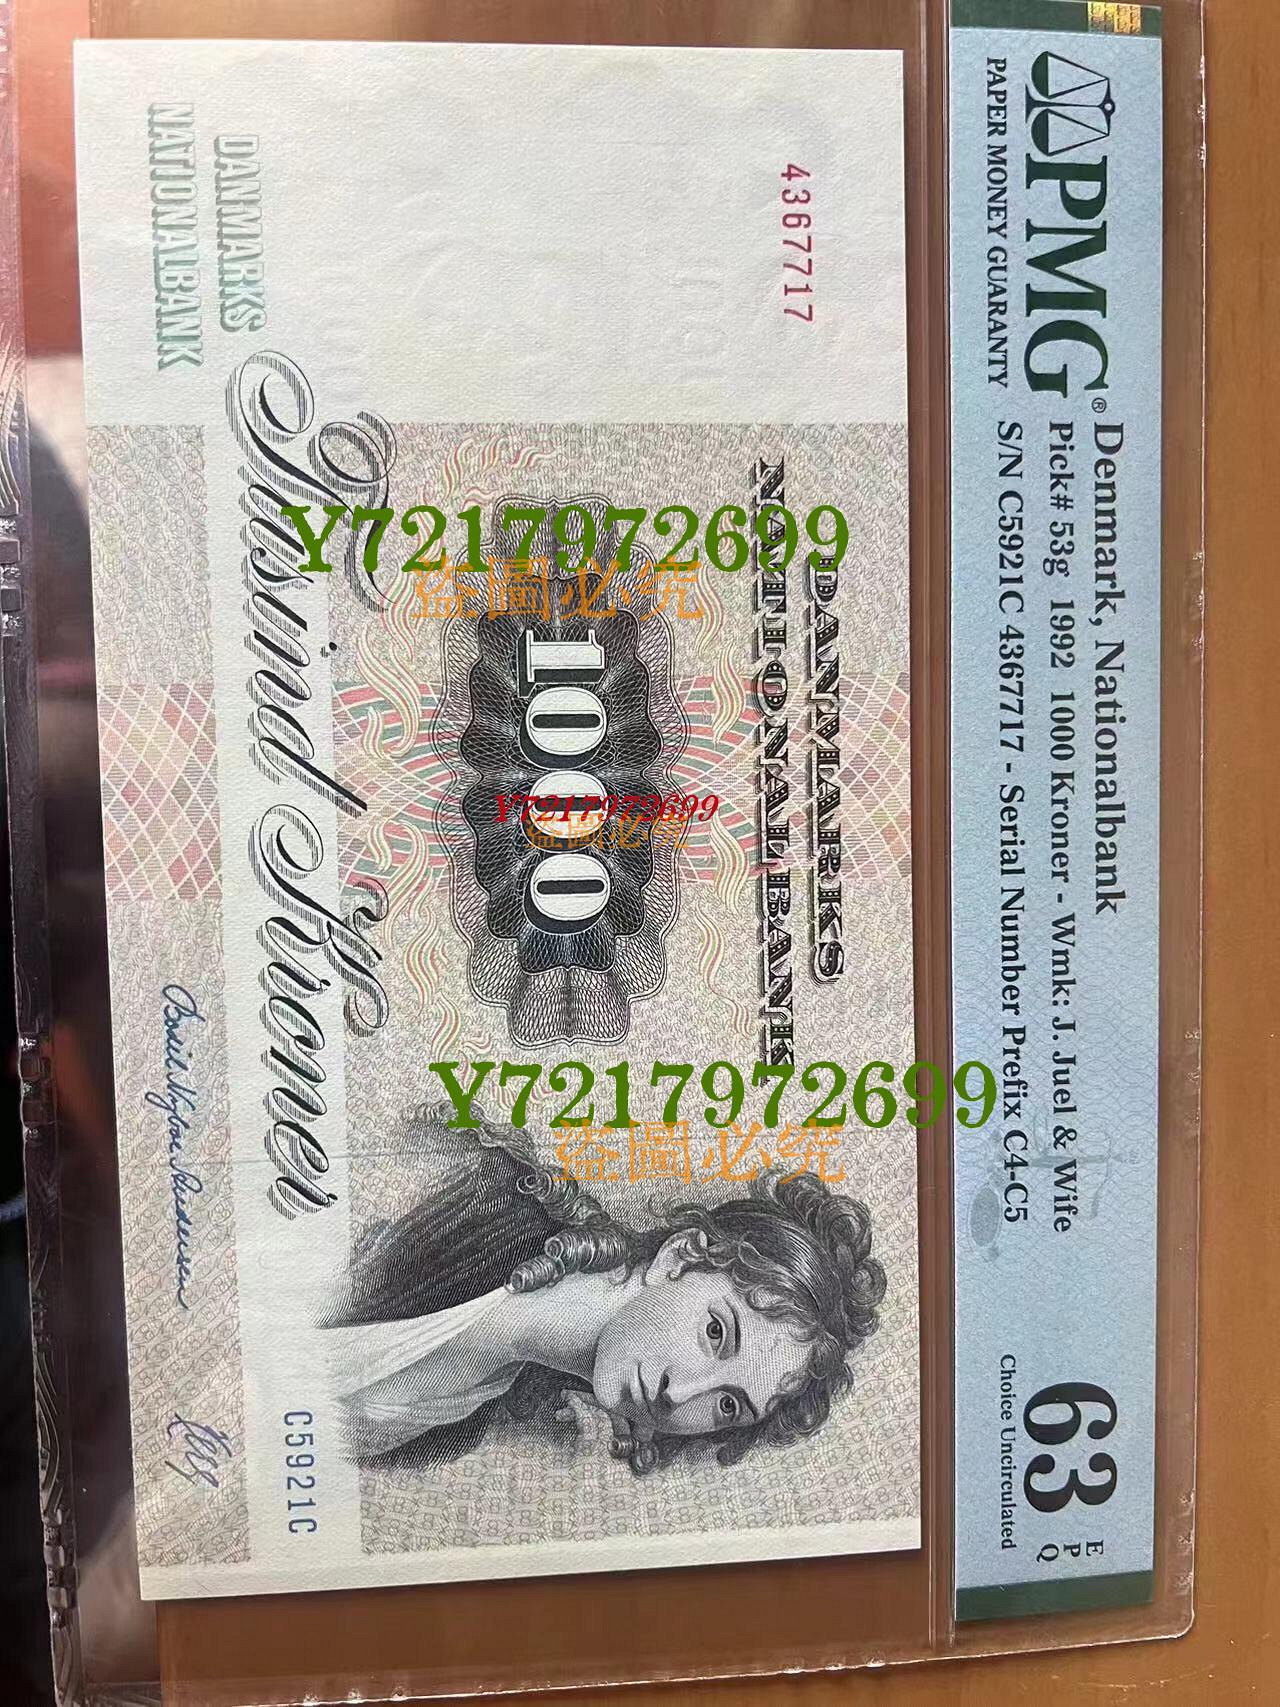 PMG®
PAPER MONEY GUARANTY
Denmark, Nationalbank
Pick# 53g 1992 1000 Kroner - Wmk: J. Juel & Wife
S/N C5921C 4367717 - Serial Number Prefix C4-C5
63
EPQ
Choice Uncirculated
4367717
DANMARKS
NATIONALBANK
1000
Tusind Kroner
DANMARKS
NATIONALBANK
C5921C
Y7217972699
盜圖必究
Y7217972699
盜圖必究
Y7217972699
盜圖必究